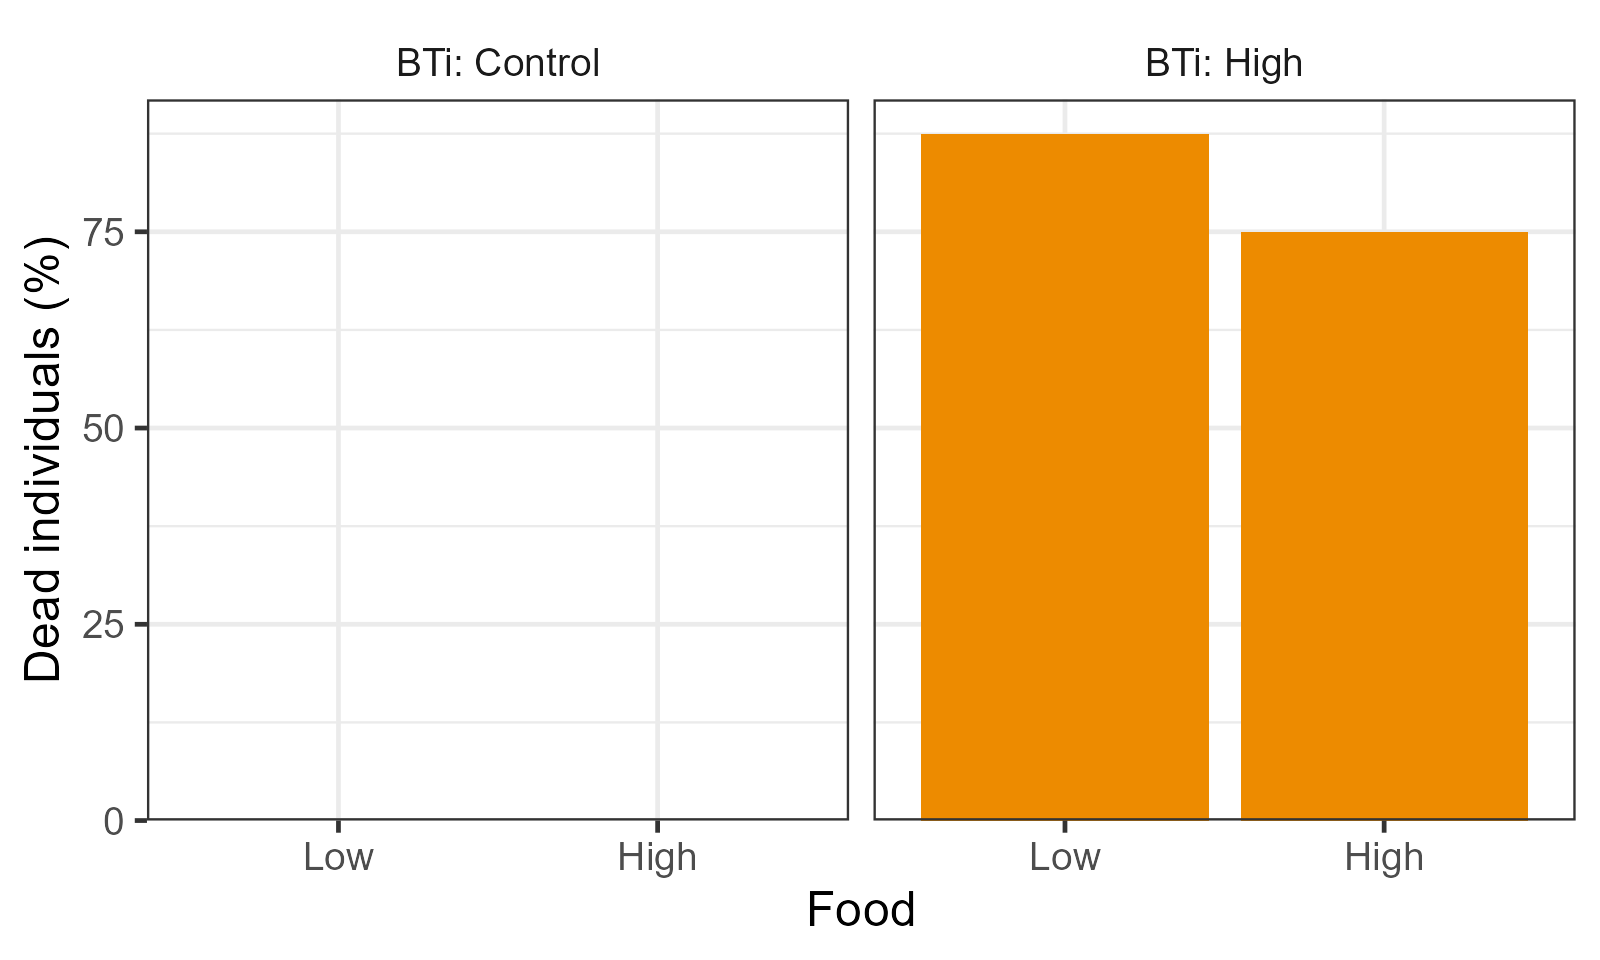 BTi: Control
BTi: High
Dead individuals (%)
75
50
25
0
Low
High
Low
High
Food